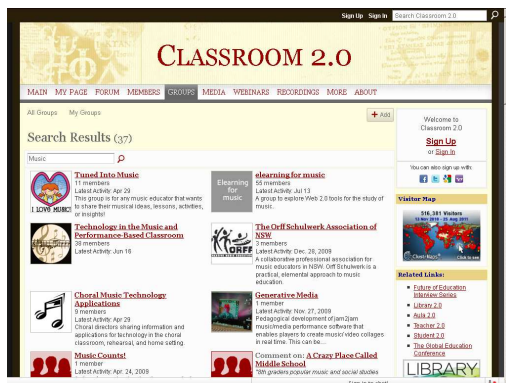 Sign Up Sign In Search Classroom 2.0
CLASSROOM 2.0
MAIN MY PAGE FORUM MEMBERS GROUPS MEDIA WEBINARS RECORDINGS MORE ABOUT
All Groups My Groups
+ Add
Search Results (37)
Music
I LOVE MUSIC!
Tuned Into Music
11 members
Latest Activity: Apr 29
This group is for any music educator that wants
to share their musical ideas, lessons, activities,
or insights!
Elearning
for
music
elearning for music
55 members
Latest Activity: Jul 13
A group to explore Web 2.0 tools for the study of
music.
Technology in the Music and
Performance-Based Classroom
38 members
Latest Activity: Jun 16
ORFF
The Orff Schulwerk Association of
NSW
3 members
Latest Activity: Dec. 28, 2009
A collaborative professional association for
music educators in NSW. Orff Schulwerk is a
practical, elemental approach to music
education.
Choral Music Technology
Applications
9 members
Latest Activity: Apr 29
Choral directors sharing information and
applications for technology in the choral
classroom, rehearsal, and home setting.
Generative Media
1 member
Latest Activity: Nov. 27, 2009
Pedagogical development of jam2jam
music/media performance software that
enables players to create music/video collages
in real time. This can be…
Music Counts!
1 member
Latest Activity: Apr. 24, 2009
Comment on: A Crazy Place Called
Middle School
"8th graders popular music and social studies
Welcome to
Classroom 2.0
Sign Up
or Sign In
You can also sign up with:
Visitor Map
516,381 Visitors
Click to see
Related Links:
Future of Education
Interview Series
Library 2.0
Aula 2.0
Teacher 2.0
Student 2.0
The Global Education
Conference
LIBRARY